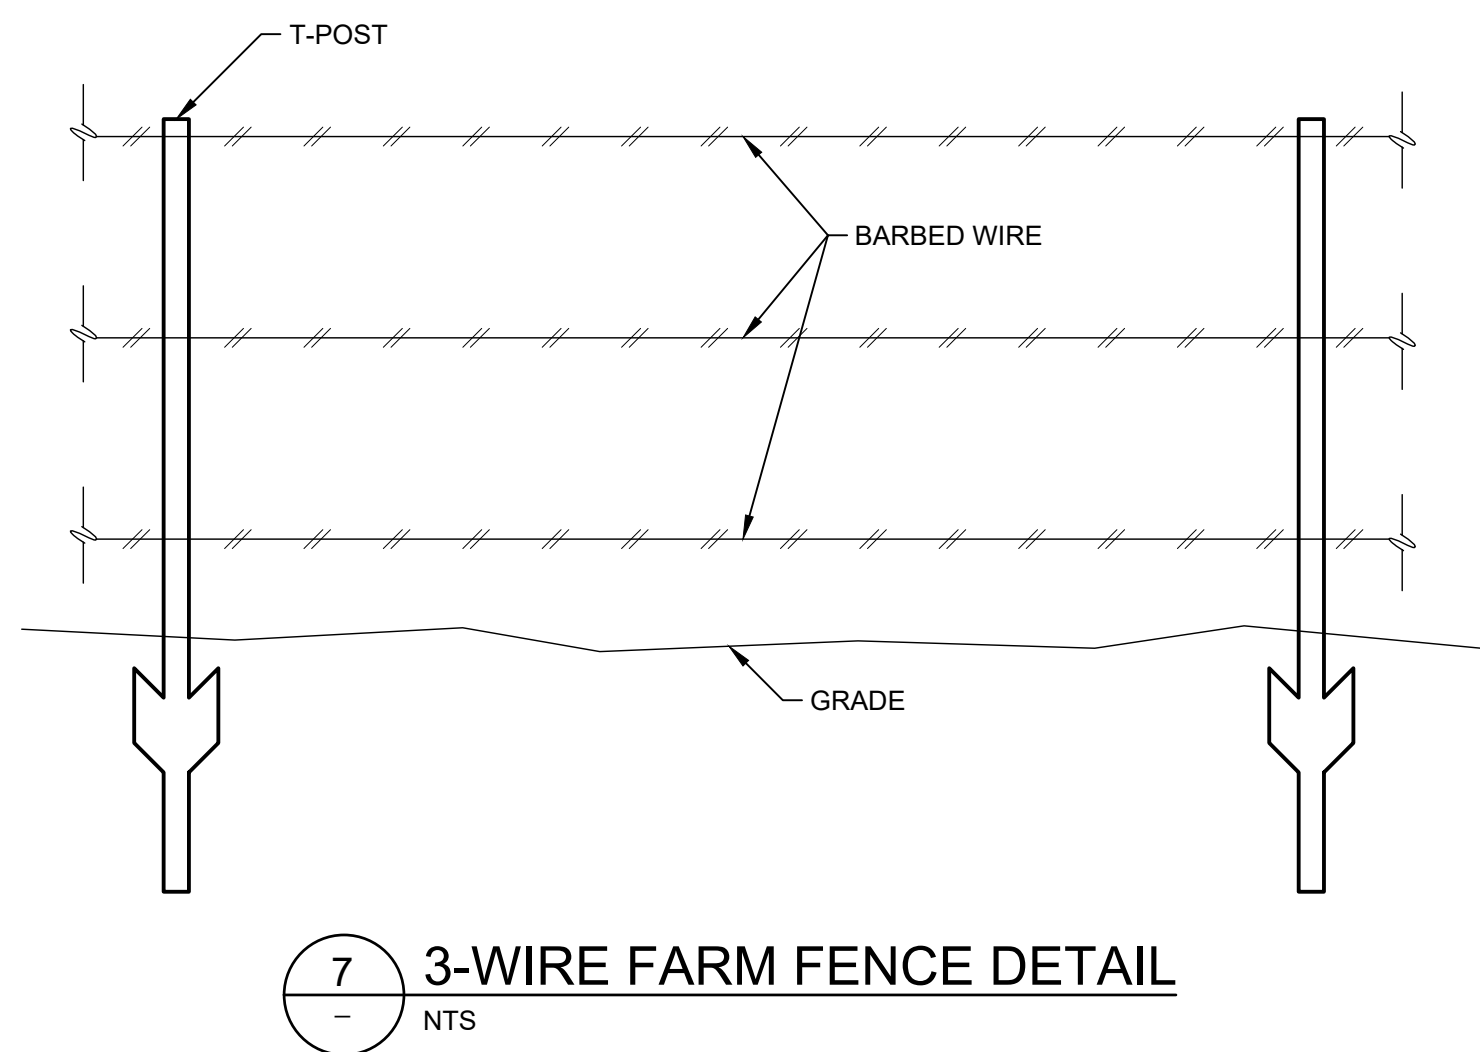 T-POST
BARBED WIRE
GRADE
7
–
3-WIRE FARM FENCE DETAIL
NTS